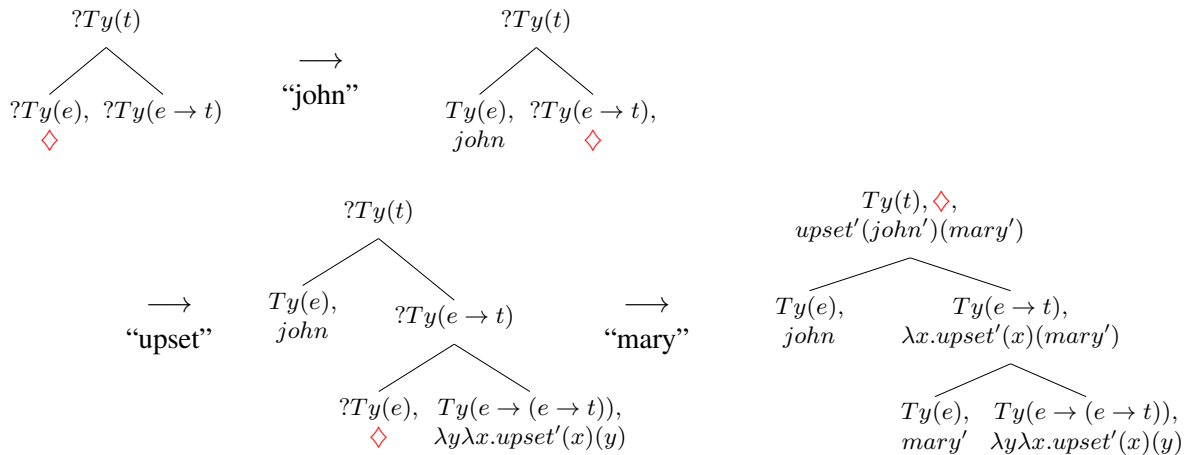 ?Ty(t)
?Ty(e), ?Ty(e → t)
♢
⟶
“john”
?Ty(t)
Ty(e), ?Ty(e → t),
john ♢
⟶
“upset”
?Ty(t)
Ty(e),
john
?Ty(e → t)
?Ty(e), Ty(e → (e → t)),
♢ λyλx.upset′(x)(y)
⟶
“mary”
Ty(t), ♢,
upset′(john′)(mary′)
Ty(e), Ty(e → t),
john λx.upset′(x)(mary′)
Ty(e), Ty(e → (e → t)),
mary′ λyλx.upset′(x)(y)